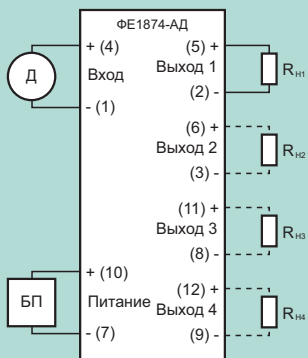 ФЕ1874-АД
+ (4)
(5) +
Д
Вход
Выход 1
Rн1
- (1)
(2) -
(6) +
Выход 2
Rн2
(3) -
(11) +
Выход 3
Rн3
(8) -
+ (10)
(12) +
БП
Питание
Выход 4
Rн4
- (7)
(9) -